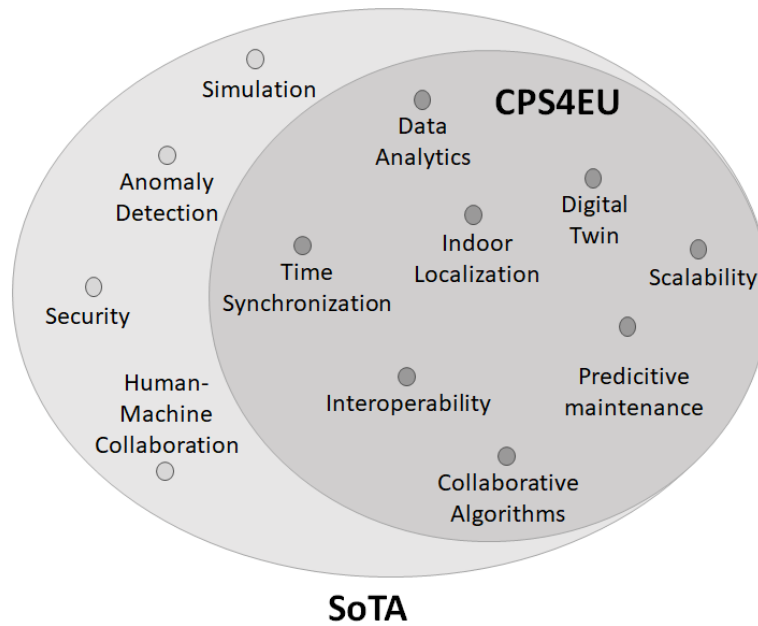 Simulation
CPS4EU
Data
Analytics
Anomaly
Detection
Digital
Twin
Indoor
Localization
Time
Synchronization
Scalability
Security
Human-
Machine
Collaboration
Interoperability
Predicitive
maintenance
Collaborative
Algorithms
SoTA